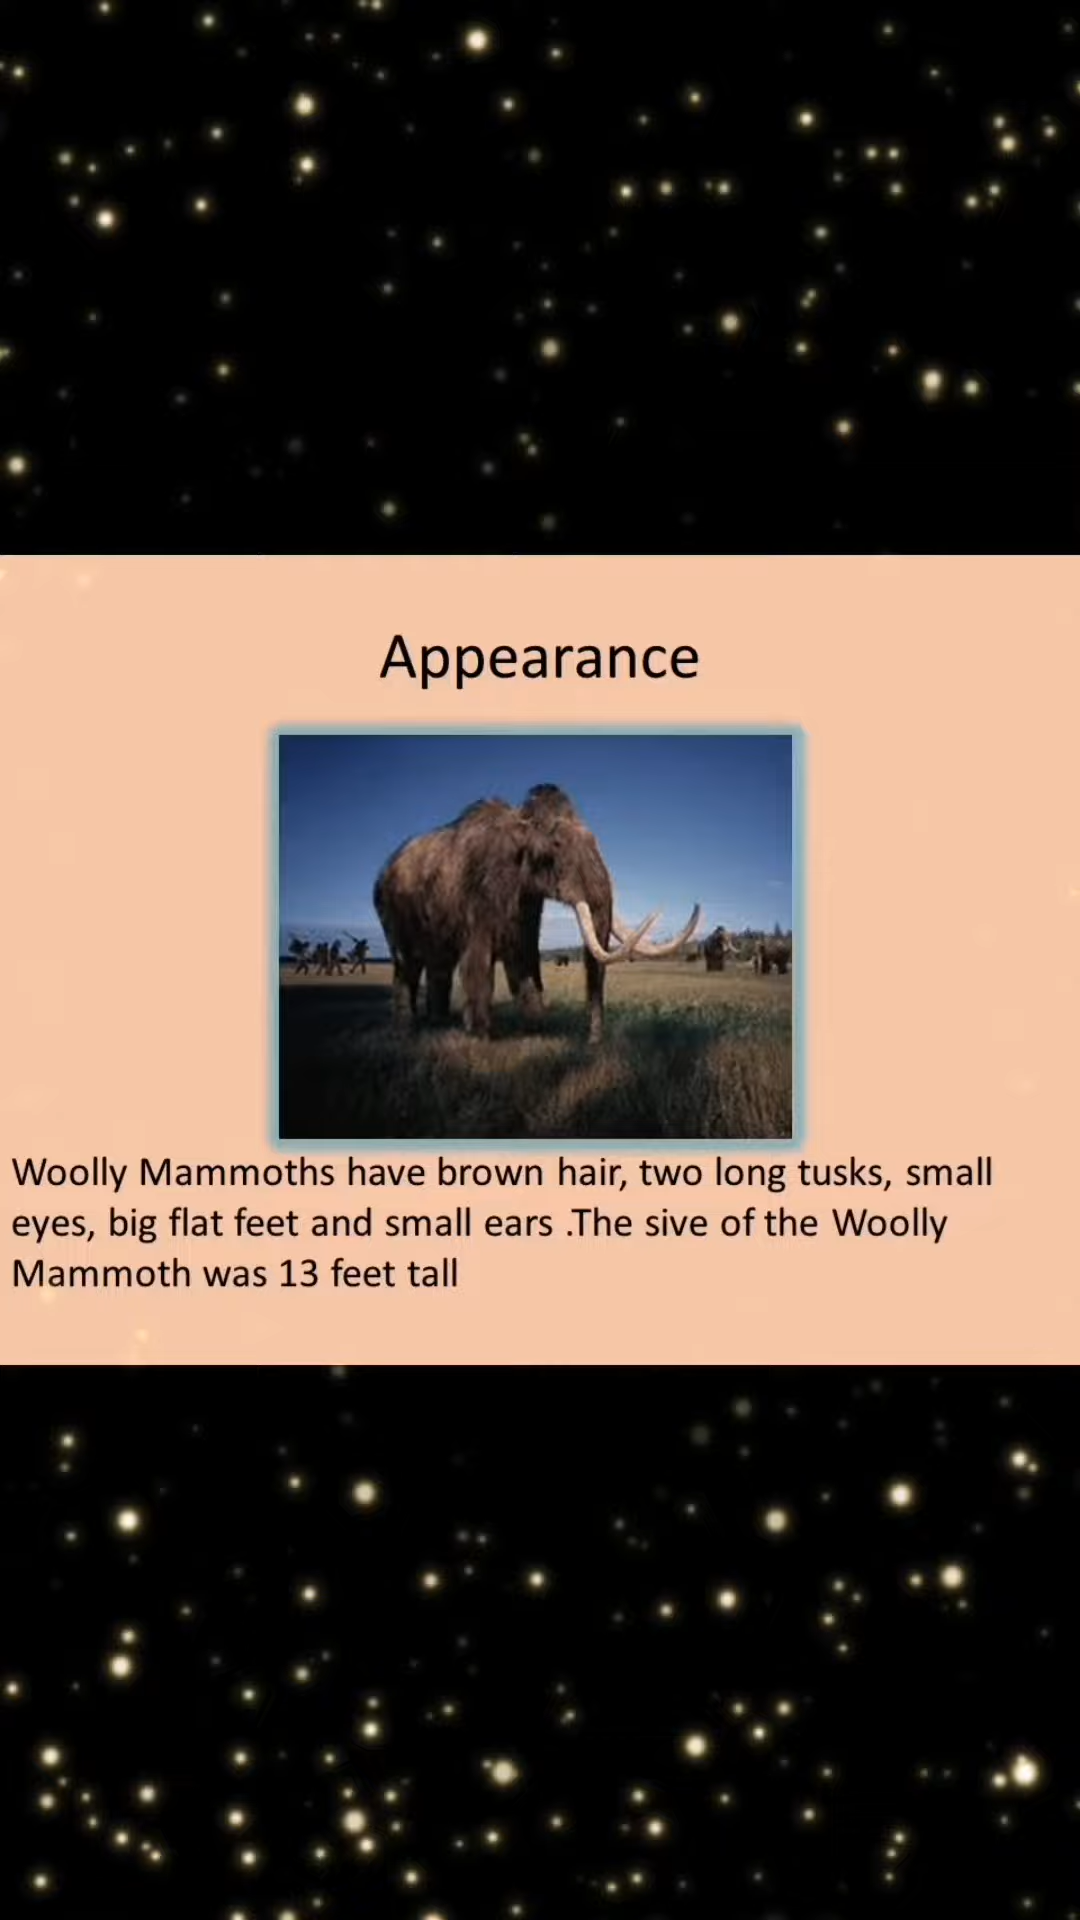 Appearance
Woolly Mammoths have brown hair, two long tusks, small
eyes, big flat feet and small ears .The sive of the Woolly
Mammoth was 13 feet tall